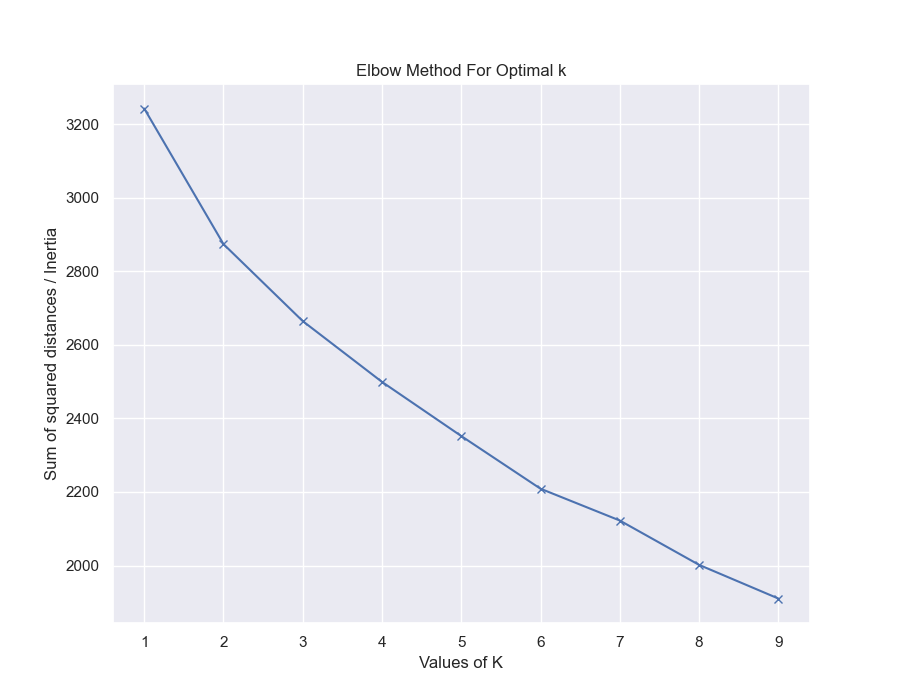 Elbow Method For Optimal k
Sum of squared distances / Inertia
3200
3000
2800
2600
2400
2200
2000
1 2 3 4 5 6 7 8 9
Values of K